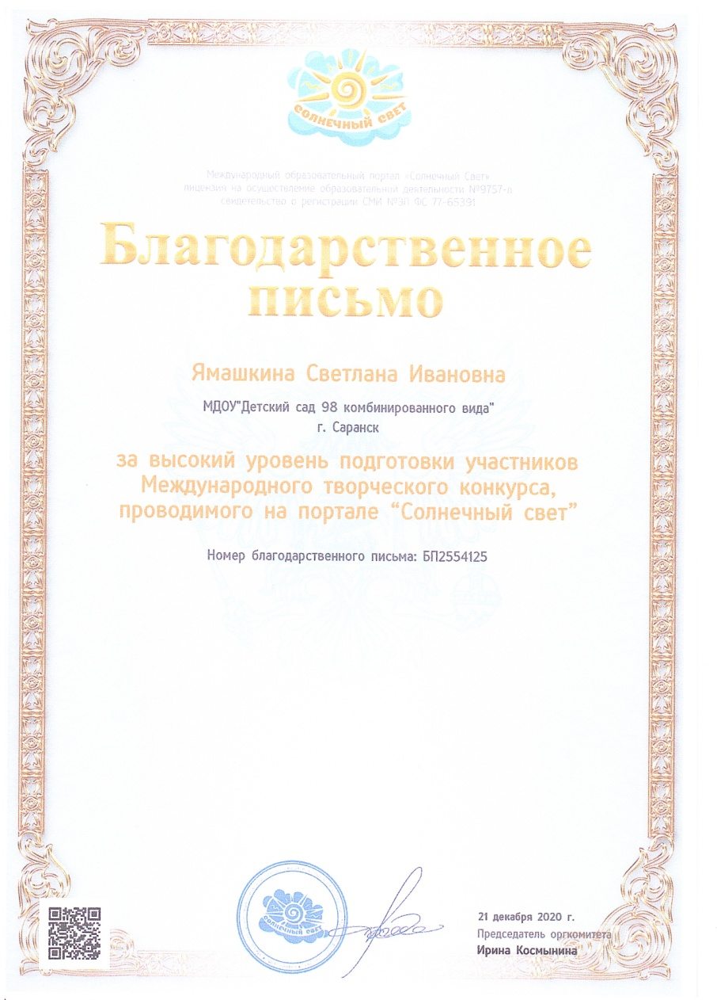 СОЛНЕЧНЫЙ СВЕТ
Международный образовательный портал «Солнечный Свет»
лицензия на осуществление образовательной деятельности №9757-л
свидетельство о регистрации СМИ №ЭЛ ФС 77-65391
Благодарственное
письмо
Ямашкина Светлана Ивановна
МДОУ"Детский сад 98 комбинированного вида"
г. Саранск
за высокий уровень подготовки участников
Международного творческого конкурса,
проводимого на портале “Солнечный свет”
Номер благодарственного письма: БП2554125
СОЛНЕЧНЫЙ СВЕТ
21 декабря 2020 г.
Председатель оргкомитета
Ирина Космынина